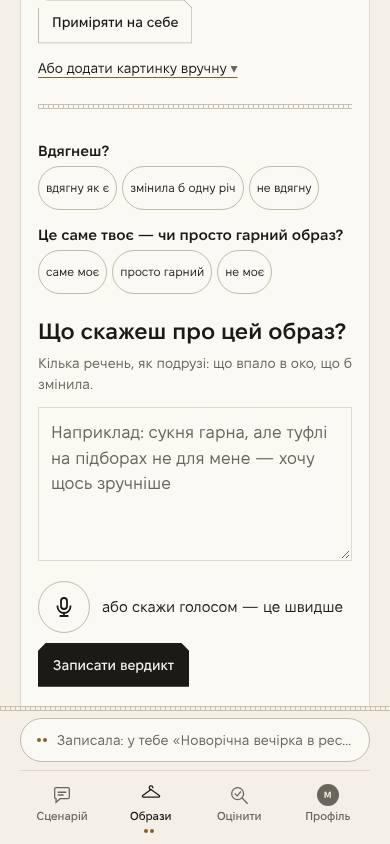 Приміряти на себе
Або додати картинку вручну ▾
Вдягнеш?
вдягну як є
змінила б одну річ
не вдягну
Це саме твоє — чи просто гарний образ?
саме моє
просто гарний
не моє
Що скажеш про цей образ?
Кілька речень, як подрузі: що впало в око, що б
змінила.
Наприклад: сукня гарна, але туфлі
на підборах не для мене — хочу
щось зручніше
або скажи голосом — це швидше
Записати вердикт
Записала: у тебе «Новорічна вечірка в рес...
Сценарій
Образи
Оцінити
М
Профіль